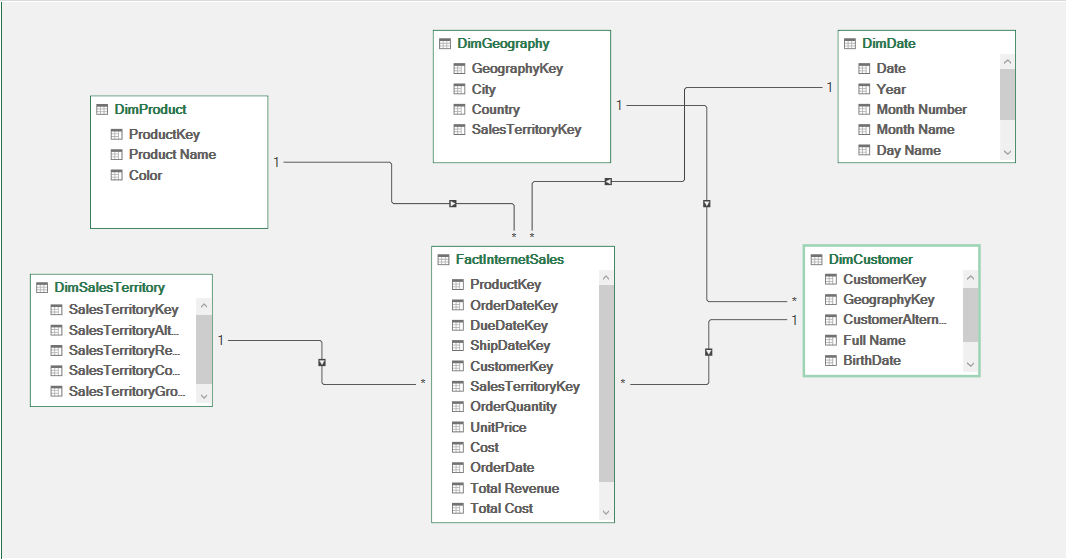 DimGeography
GeographyKey
City
Country
SalesTerritoryKey
1
DimDate
Date
Year
Month Number
Month Name
Day Name
1
DimProduct
ProductKey
Product Name
Color
1
* *
DimSalesTerritory
SalesTerritoryKey
SalesTerritoryAlt...
SalesTerritoryRe...
SalesTerritoryCo...
SalesTerritoryGro...
1
*
FactInternetSales
ProductKey
OrderDateKey
DueDateKey
ShipDateKey
CustomerKey
SalesTerritoryKey
OrderQuantity
UnitPrice
Cost
OrderDate
Total Revenue
Total Cost
*
DimCustomer
CustomerKey
GeographyKey
CustomerAltern...
Full Name
BirthDate
*
1